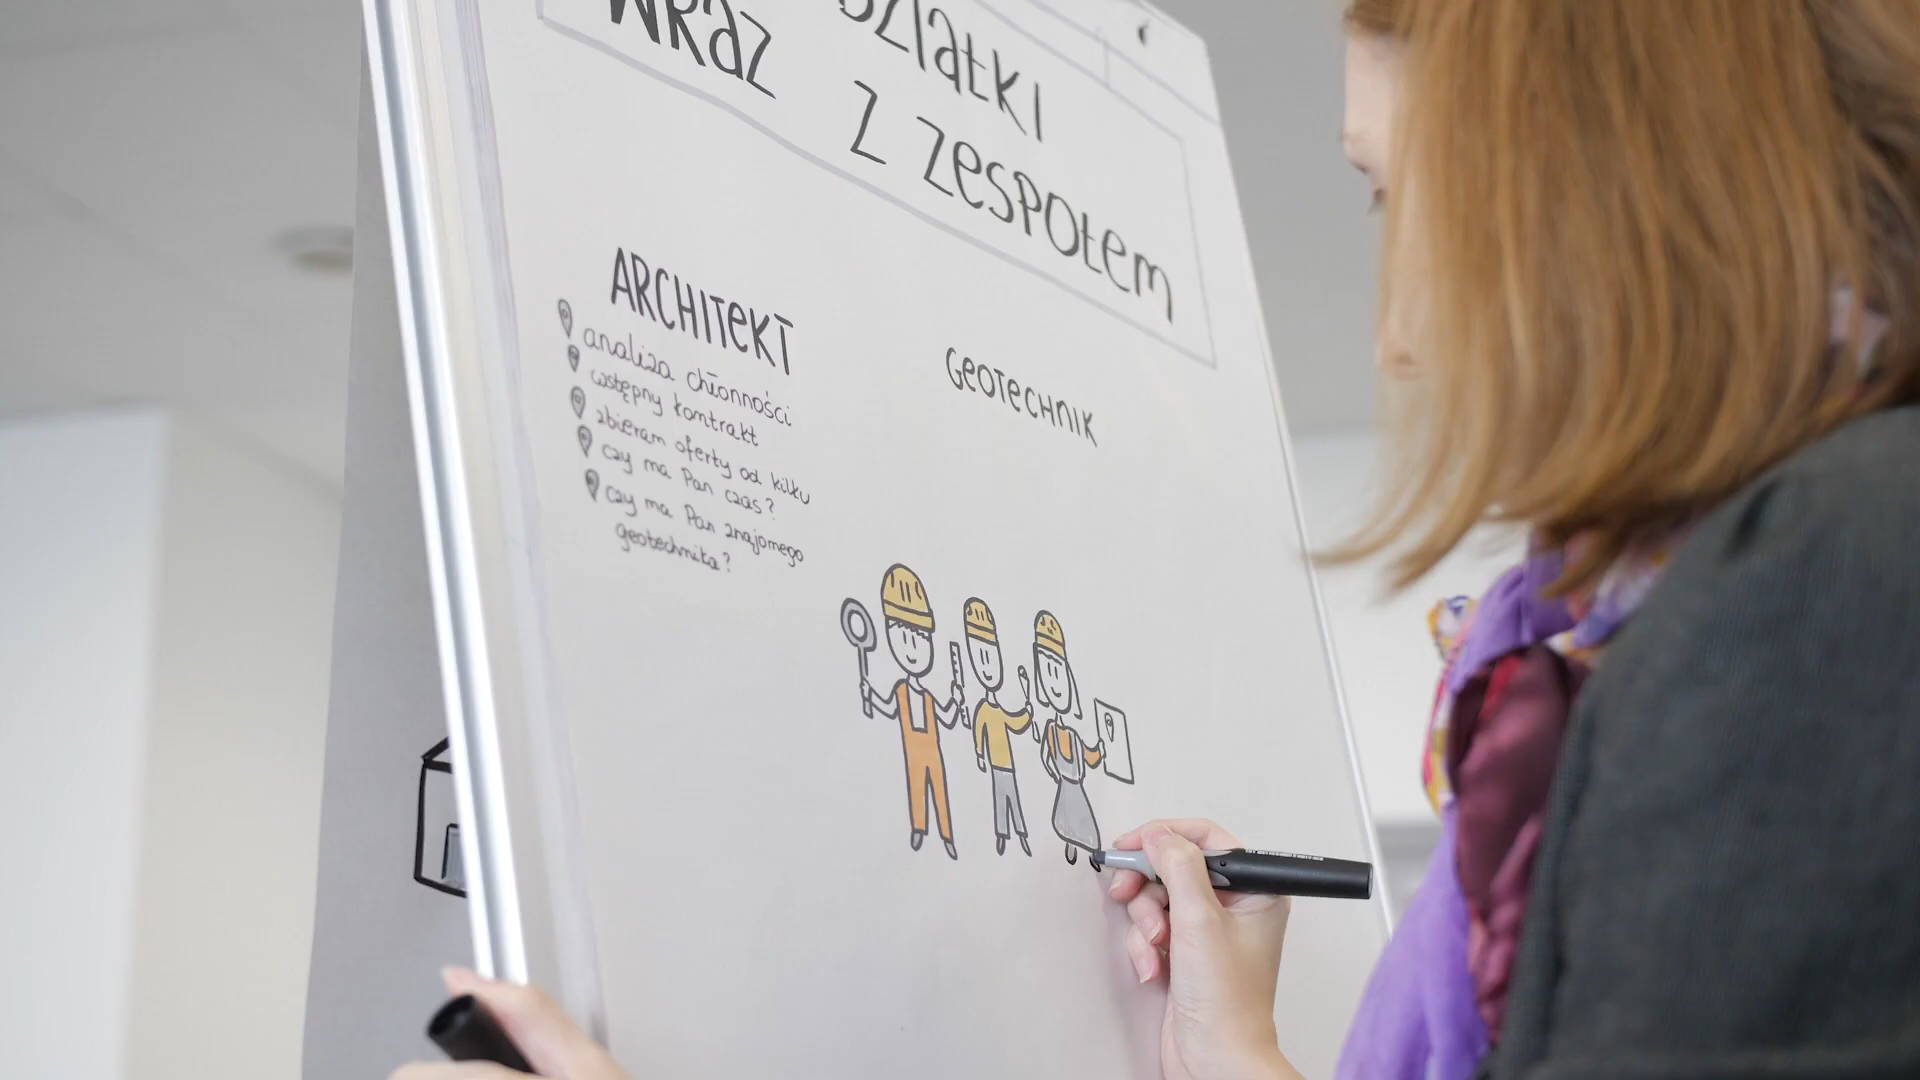 DZIAŁKI
WRAZ Z ZESPOŁEM
ARCHITEKT
analiza chłonności
wstępny kontrakt
zbieram oferty od kilku
czy ma Pan czas?
czy ma Pan znajomego
geotechnika?
GEOTECHNIK